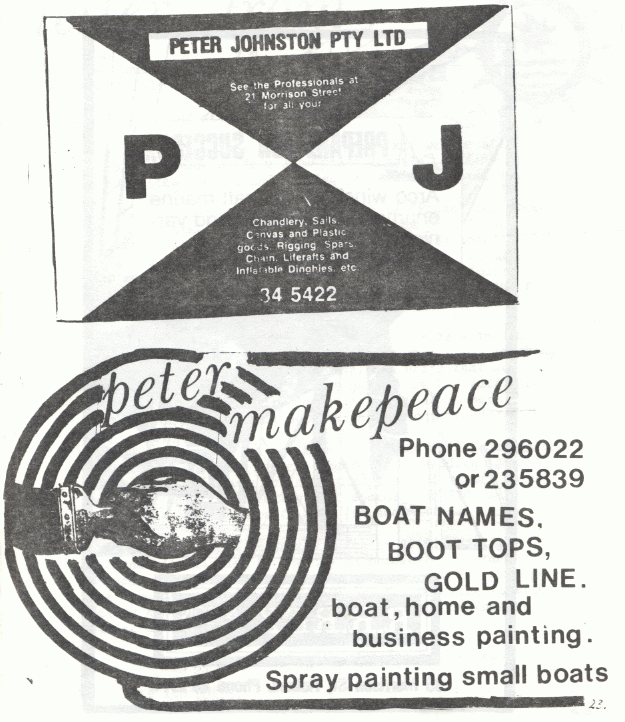 PETER JOHNSTON PTY LTD
See the Professionals at
21 Morrison Street
for all your
P J
Chandlery, Sails,
Canvas and Plastic
goods, Rigging, Spars,
Chain, Liferafts and
Inflatable Dinghies, etc
34 5422
peter
makepeace
Phone 296022
or 235839
BOAT NAMES,
BOOT TOPS,
GOLD LINE.
boat, home and
business painting.
Spray painting small boats
23.